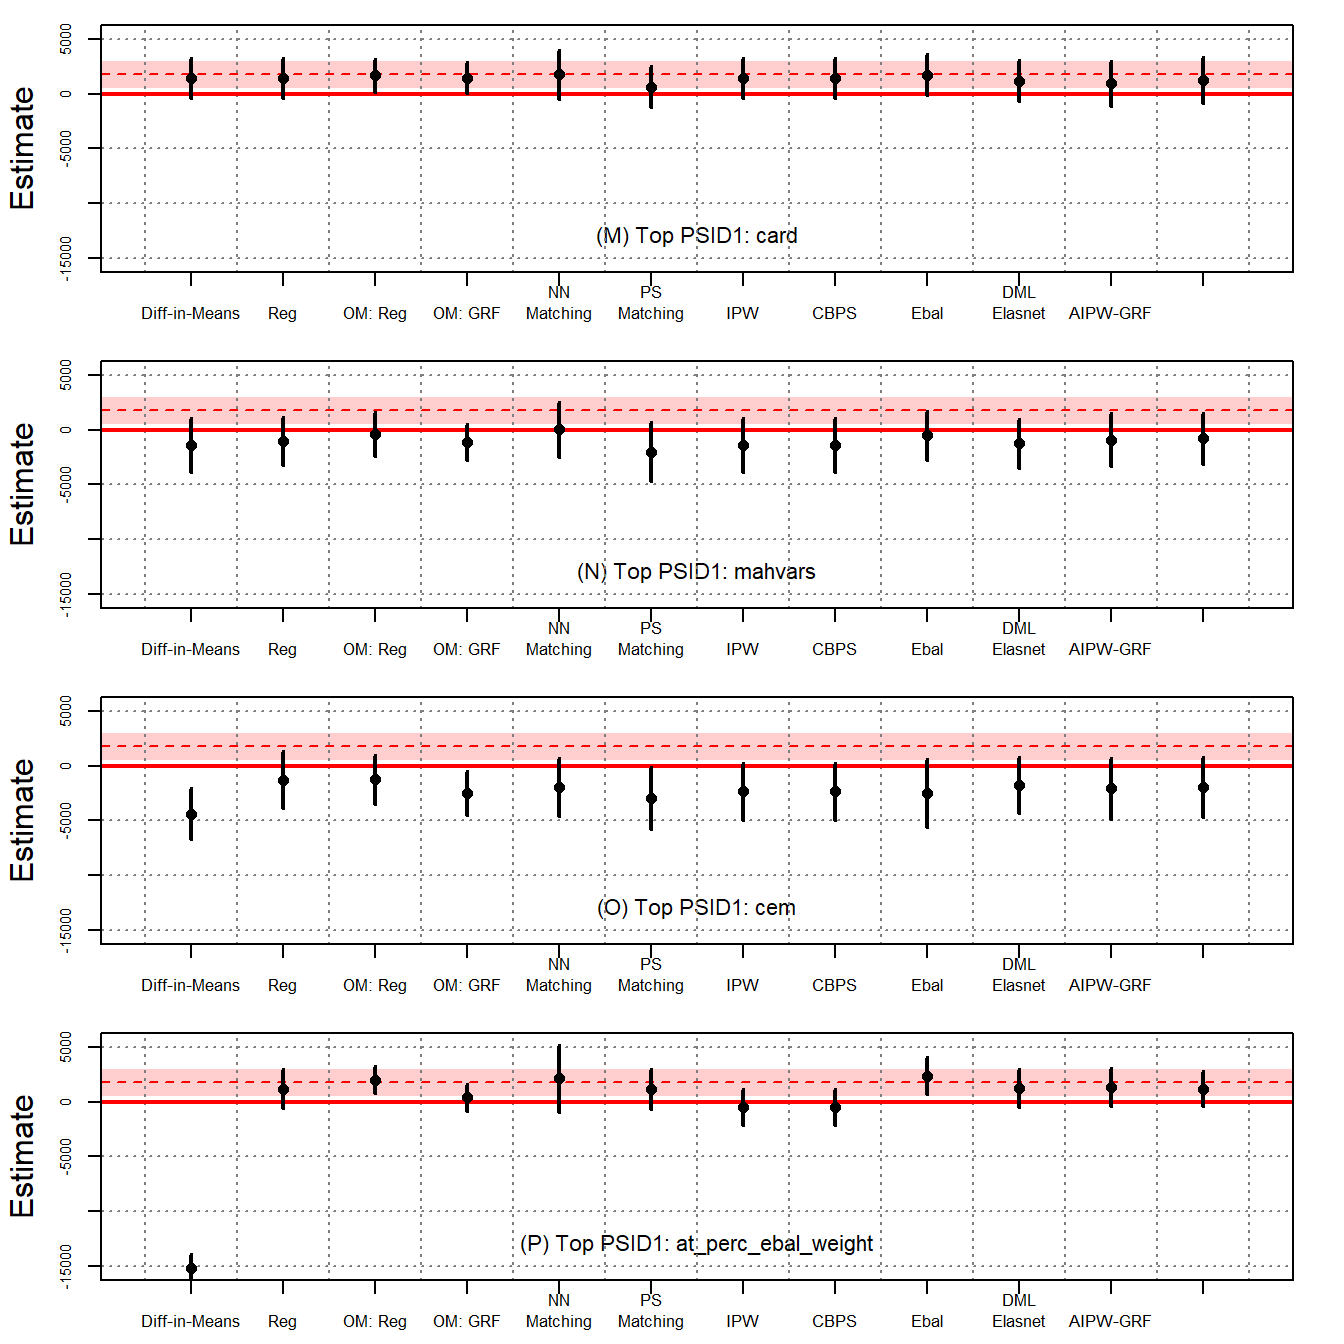 Estimate
5000
0
-5000
-15000
(M) Top PSID1: card
NN PS DML
Diff-in-Means Reg OM: Reg OM: GRF Matching Matching IPW CBPS Ebal Elasnet AIPW-GRF
Estimate
5000
0
-5000
-15000
(N) Top PSID1: mahvars
NN PS DML
Diff-in-Means Reg OM: Reg OM: GRF Matching Matching IPW CBPS Ebal Elasnet AIPW-GRF
Estimate
5000
0
-5000
-15000
(O) Top PSID1: cem
NN PS DML
Diff-in-Means Reg OM: Reg OM: GRF Matching Matching IPW CBPS Ebal Elasnet AIPW-GRF
Estimate
5000
0
-5000
-15000
(P) Top PSID1: at_perc_ebal_weight
NN PS DML
Diff-in-Means Reg OM: Reg OM: GRF Matching Matching IPW CBPS Ebal Elasnet AIPW-GRF